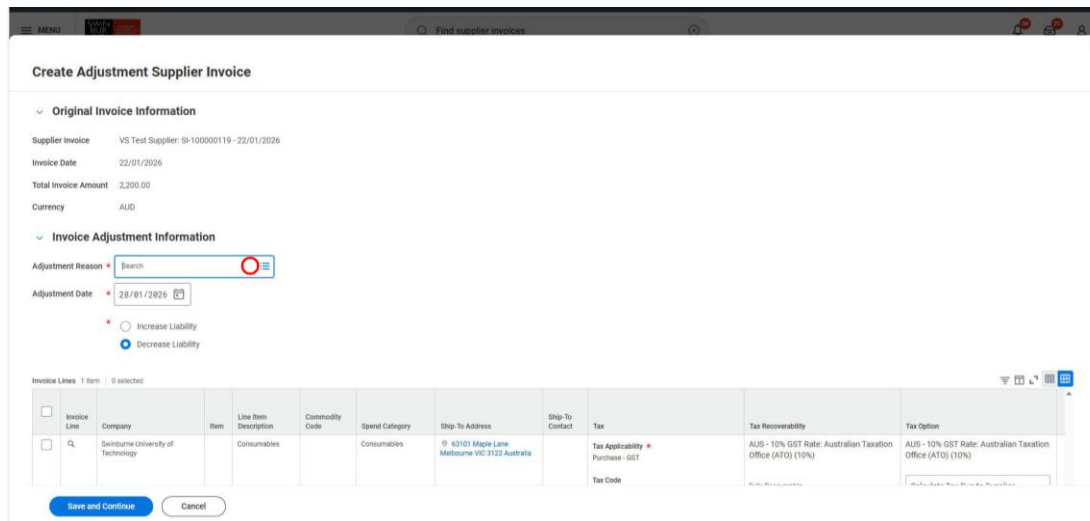 MENU
SWIN
BUR
Find supplier invoices
Create Adjustment Supplier Invoice
Original Invoice Information
Supplier Invoice VS Test Supplier: SI-100000119 - 22/01/2026
Invoice Date 22/01/2026
Total Invoice Amount 2,200.00
Currency AUD
Invoice Adjustment Information
Adjustment Reason * Search
Adjustment Date * 28/01/2026
* Increase Liability
Decrease Liability
Invoice Lines 1 item 0 selected
Invoice Line Company Item Line Item Description Commodity Code Spend Category Ship-To Address Ship-To Contact Tax Tax Recoverability Tax Option
Swinburne University of Technology Consumables Consumables 63101 Maple Lane Melbourne VIC 3122 Australia Tax Applicability * Purchase - GST AUS - 10% GST Rate: Australian Taxation Office (ATO) (10%) AUS - 10% GST Rate: Australian Taxation Office (ATO) (10%)
Tax Code
Save and Continue Cancel